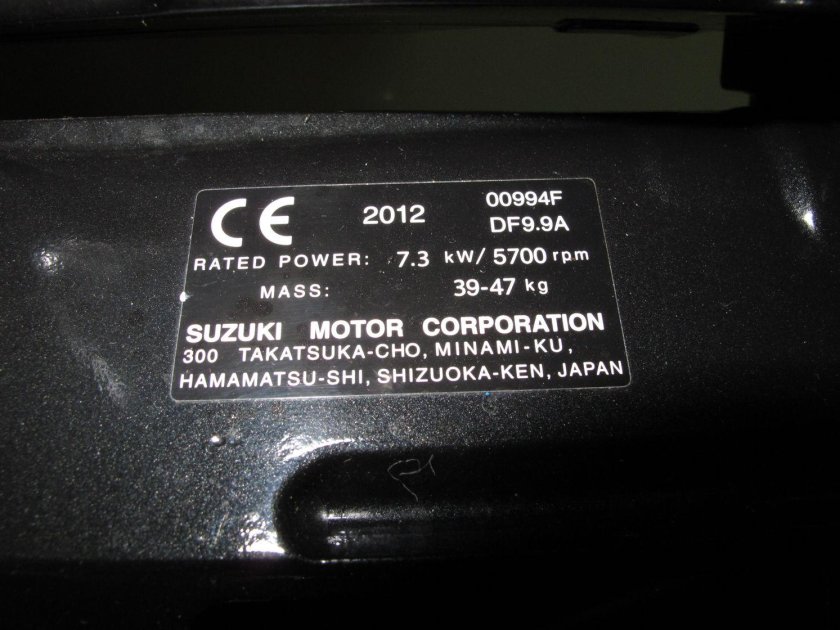 CE 2012 00994F
DF9.9A
RATED POWER: 7.3 kW/5700 rpm
MASS: 39-47 kg
SUZUKI MOTOR CORPORATION
300 TAKATSUKA-CHO, MINAMI-KU,
HAMAMATSU-SHI, SHIZUOKA-KEN, JAPAN